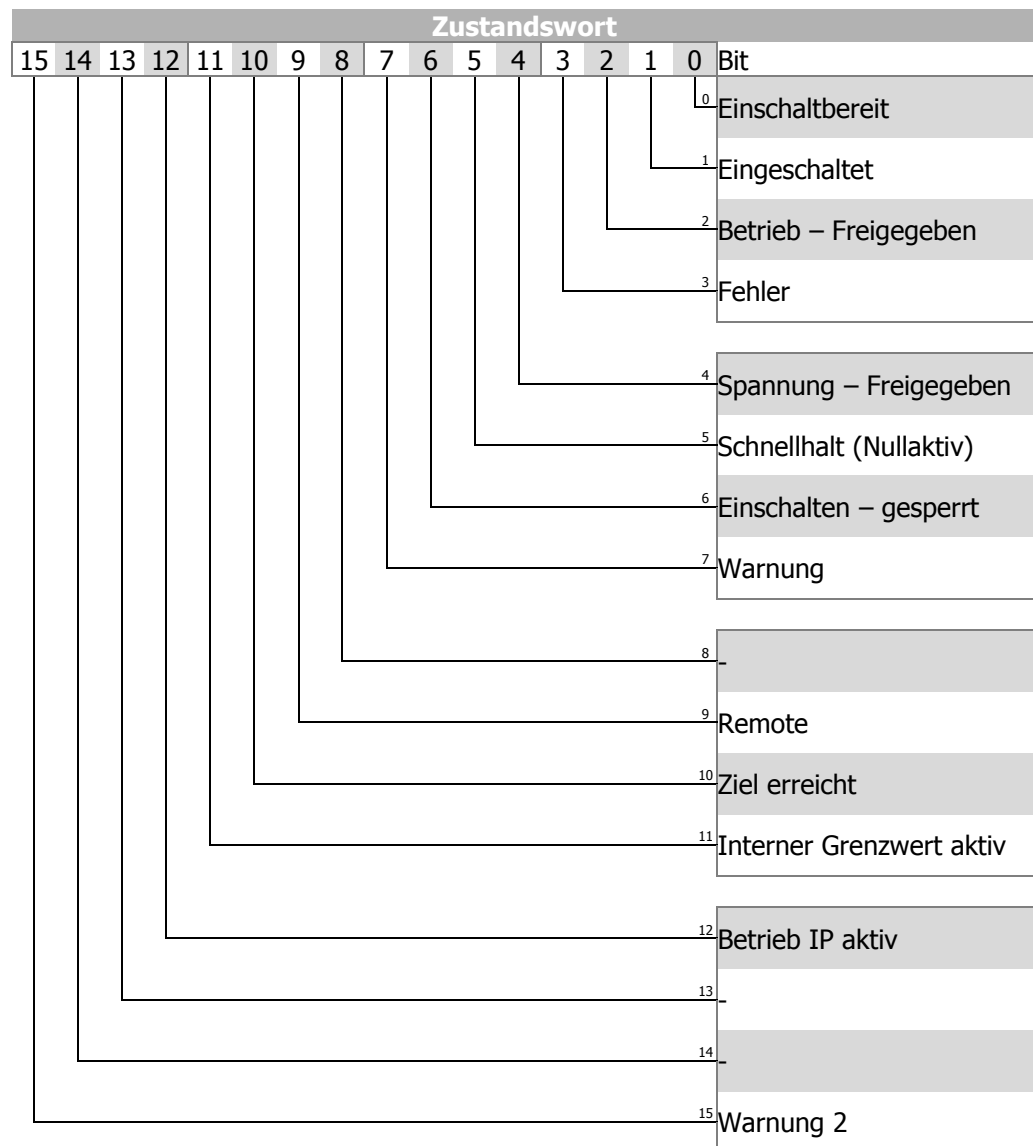 Zustandswort
15 14 13 12 11 10 9 8 7 6 5 4 3 2 1 0 Bit
0 Einschaltbereit
1 Eingeschaltet
2 Betrieb – Freigegeben
3 Fehler
4 Spannung – Freigegeben
5 Schnellhalt (Nullaktiv)
6 Einschalten – gesperrt
7 Warnung
8 -
9 Remote
10 Ziel erreicht
11 Interner Grenzwert aktiv
12 Betrieb IP aktiv
13 -
14 -
15 Warnung 2